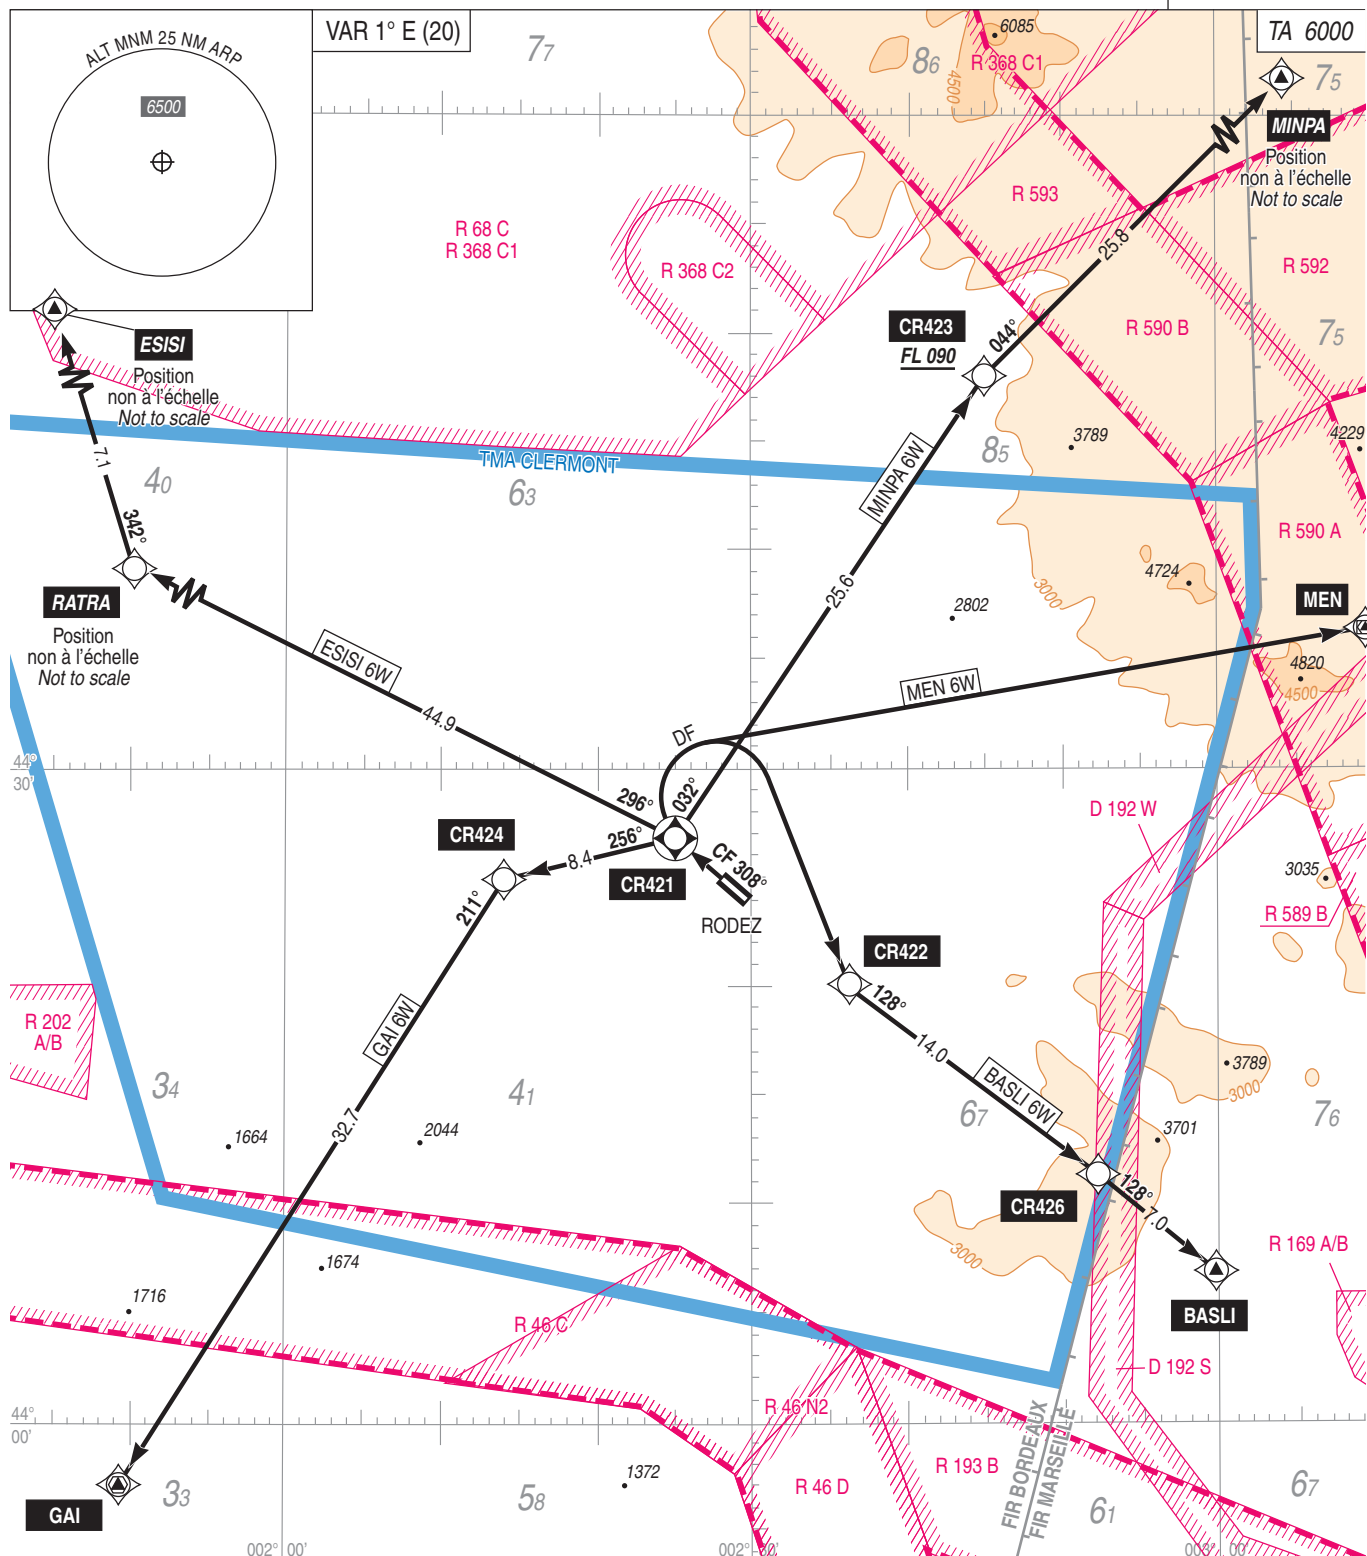 VAR 1° E (20)
TA 6000
ALT MNM 25 NM ARP
6500
77
86
6085
4500
R 368 C1
75
MINPA
Position
non à l'échelle
Not to scale
R 593
R 68 C
R 368 C1
R 368 C2
25.8
R 592
ESISI
Position
non à l'échelle
Not to scale
CR423
FL 090
044°
R 590 B
75
7.1
40
TMA CLERMONT
63
MINPA 6W
85
3789
4229
342°
R 590 A
RATRA
Position
non à l'échelle
Not to scale
25.6
2802
3000
4724
MEN
ESISI 6W
MEN 6W
4820
4500
44.9
DF
44°
30'
296°
032°
D 192 W
CR424
256°
8.4
CR421
CF 308°
RODEZ
3035
R 589 B
211°
CR422
128°
R 202
A/B
GAI 6W
14.0
3789
3000
34
41
BASLI 6W
67
76
32.7
1664
2044
3701
CR426
128°
7.0
3000
R 169 A/B
1674
1716
R 46 C
BASLI
D 192 S
R 46 N2
44°
00'
FIR BORDEAUX
FIR MARSEILLE
R 193 B
1372
R 46 D
GAI
33
58
61
67
002° 00'
002° 30'
003° 00'